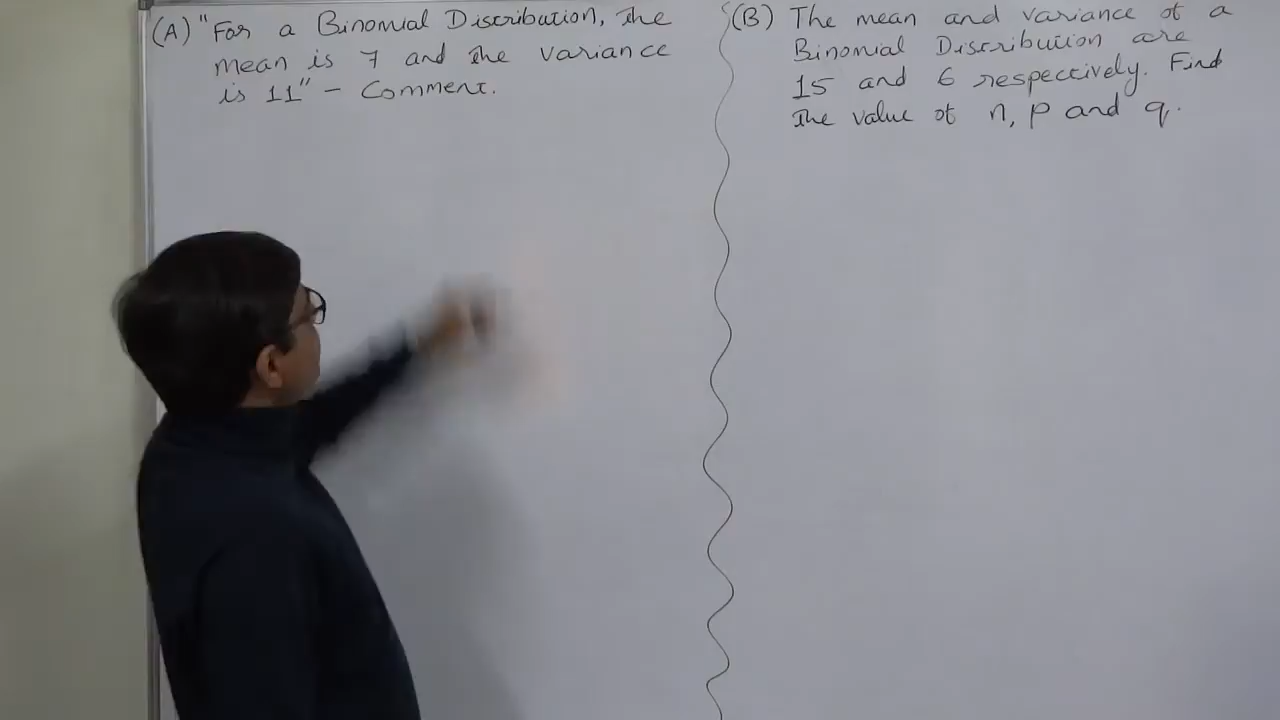 (A) "For a Binomial Distribution, the
mean is 7 and the variance
is 11" - Comment.
(B) The mean and variance of a
Binomial Distribution are
15 and 6 respectively. Find
the value of n, p and q.